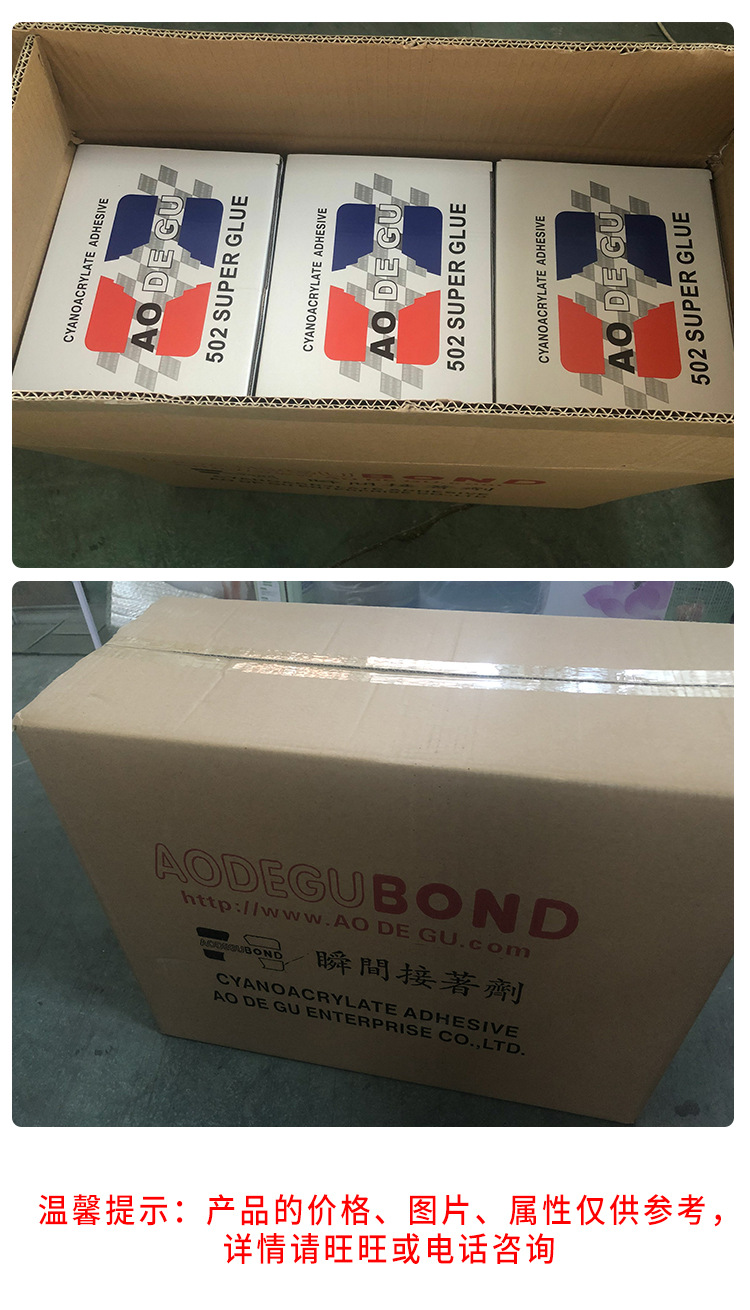 CYANOACRYLATE ADHESIVE
AO DE GU
502 SUPER GLUE
CYANOACRYLATE ADHESIVE
AO DE GU
502 SUPER GLUE
CYANOACRYLATE ADHESIVE
AO DE GU
502 SUPER GLUE
BOND
AODEGUBOND
http://www.AO DE GU.com
AODEGUBOND
瞬間接著劑
CYANOACRYLATE ADHESIVE
AO DE GU ENTERPRISE CO.,LTD.
温馨提示：产品的价格、图片、属性仅供参考，
详情请旺旺或电话咨询